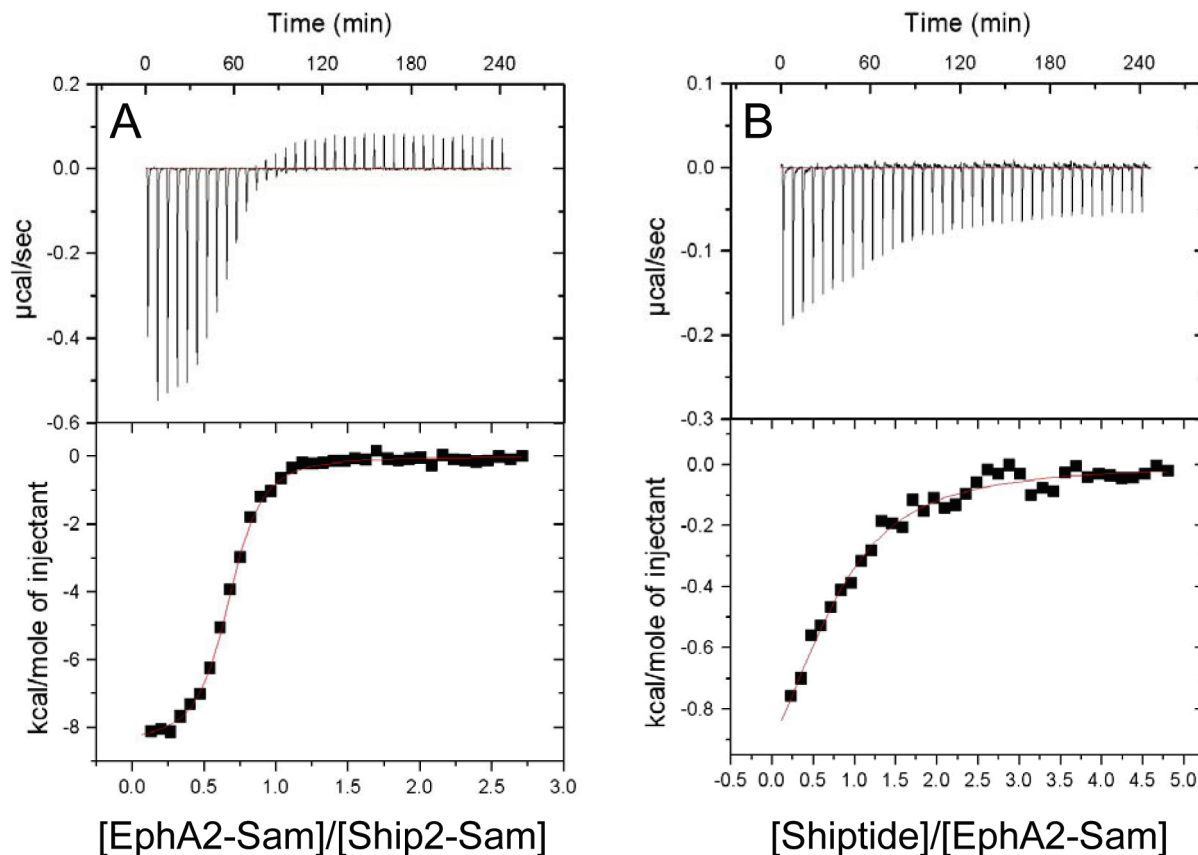 Time (min)
0 60 120 180 240
0.2
A
0.0
-0.2
-0.4
-0.6
µcal/sec
0
-2
-4
-6
-8
kcal/mole of injectant
0.0 0.5 1.0 1.5 2.0 2.5 3.0
[EphA2-Sam]/[Ship2-Sam]
Time (min)
0 60 120 180 240
0.1
B
0.0
-0.1
-0.2
-0.3
µcal/sec
0.0
-0.2
-0.4
-0.6
-0.8
kcal/mole of injectant
-0.5 0.0 0.5 1.0 1.5 2.0 2.5 3.0 3.5 4.0 4.5 5.0
[Shiptide]/[EphA2-Sam]